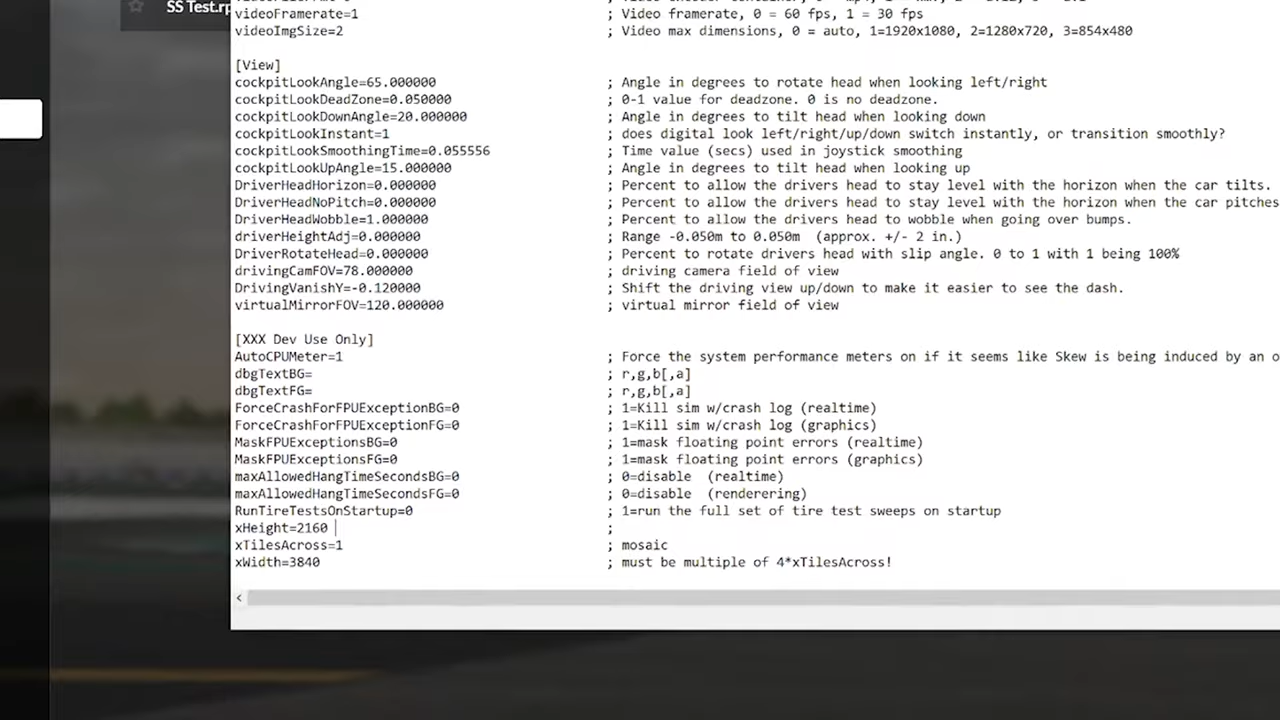 SS Test.rp
videoFramerate=1 ; Video framerate, 0 = 60 fps, 1 = 30 fps
videoImgSize=2 ; Video max dimensions, 0 = auto, 1=1920x1080, 2=1280x720, 3=854x480
[View]
cockpitLookAngle=65.000000 ; Angle in degrees to rotate head when looking left/right
cockpitLookDeadZone=0.050000 ; 0-1 value for deadzone. 0 is no deadzone.
cockpitLookDownAngle=20.000000 ; Angle in degrees to tilt head when looking down
cockpitLookInstant=1 ; does digital look left/right/up/down switch instantly, or transition smoothly?
cockpitLookSmoothingTime=0.055556 ; Time value (secs) used in joystick smoothing
cockpitLookUpAngle=15.000000 ; Angle in degrees to tilt head when looking up
DriverHeadHorizon=0.000000 ; Percent to allow the drivers head to stay level with the horizon when the car tilts.
DriverHeadNoPitch=0.000000 ; Percent to allow the drivers head to stay level with the horizon when the car pitches
DriverHeadWobble=1.000000 ; Percent to allow the drivers head to wobble when going over bumps.
driverHeightAdj=0.000000 ; Range -0.050m to 0.050m (approx. +/- 2 in.)
DriverRotateHead=0.000000 ; Percent to rotate drivers head with slip angle. 0 to 1 with 1 being 100%
drivingCamFOV=78.000000 ; driving camera field of view
DrivingVanishY=-0.120000 ; Shift the driving view up/down to make it easier to see the dash.
virtualMirrorFOV=120.000000 ; virtual mirror field of view
[XXX Dev Use Only]
AutoCPUMeter=1 ; Force the system performance meters on if it seems like Skew is being induced by an o
dbgTextBG= ; r,g,b[,a]
dbgTextFG= ; r,g,b[,a]
ForceCrashForFPUExceptionBG=0 ; 1=Kill sim w/crash log (realtime)
ForceCrashForFPUExceptionFG=0 ; 1=Kill sim w/crash log (graphics)
MaskFPUExceptionsBG=0 ; 1=mask floating point errors (realtime)
MaskFPUExceptionsFG=0 ; 1=mask floating point errors (graphics)
maxAllowedHangTimeSecondsBG=0 ; 0=disable (realtime)
maxAllowedHangTimeSecondsFG=0 ; 0=disable (renderering)
RunTireTestsOnStartup=0 ; 1=run the full set of tire test sweeps on startup
xHeight=2160 ;
xTilesAcross=1 ; mosaic
xWidth=3840 ; must be multiple of 4*xTilesAcross!